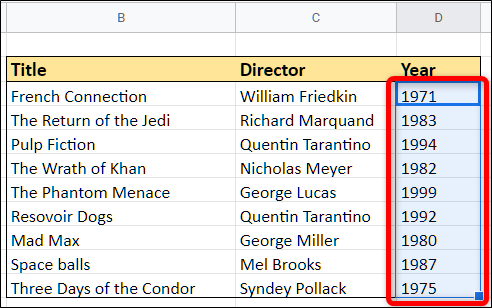 B C D
Title Director Year
French Connection William Friedkin 1971
The Return of the Jedi Richard Marquand 1983
Pulp Fiction Quentin Tarantino 1994
The Wrath of Khan Nicholas Meyer 1982
The Phantom Menace George Lucas 1999
Resovoir Dogs Quentin Tarantino 1992
Mad Max George Miller 1980
Space balls Mel Brooks 1987
Three Days of the Condor Syndey Pollack 1975